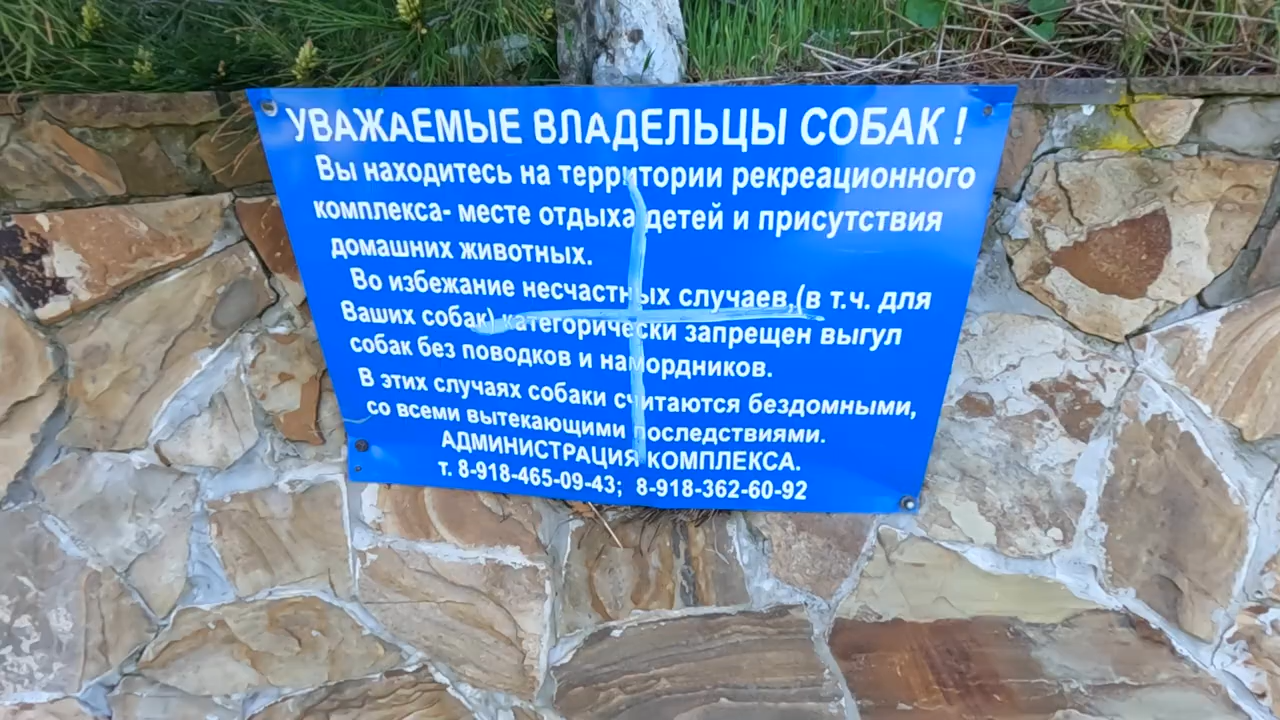 УВАЖАЕМЫЕ ВЛАДЕЛЬЦЫ СОБАК !
Вы находитесь на территории рекреационного
комплекса- месте отдыха детей и присутствия
домашних животных.
Во избежание несчастных случаев,(в т.ч. для
Ваших собак) категорически запрещен выгул
собак без поводков и намордников.
В этих случаях собаки считаются бездомными,
со всеми вытекающими последствиями.
АДМИНИСТРАЦИЯ КОМПЛЕКСА.
т. 8-918-465-09-43; 8-918-362-60-92